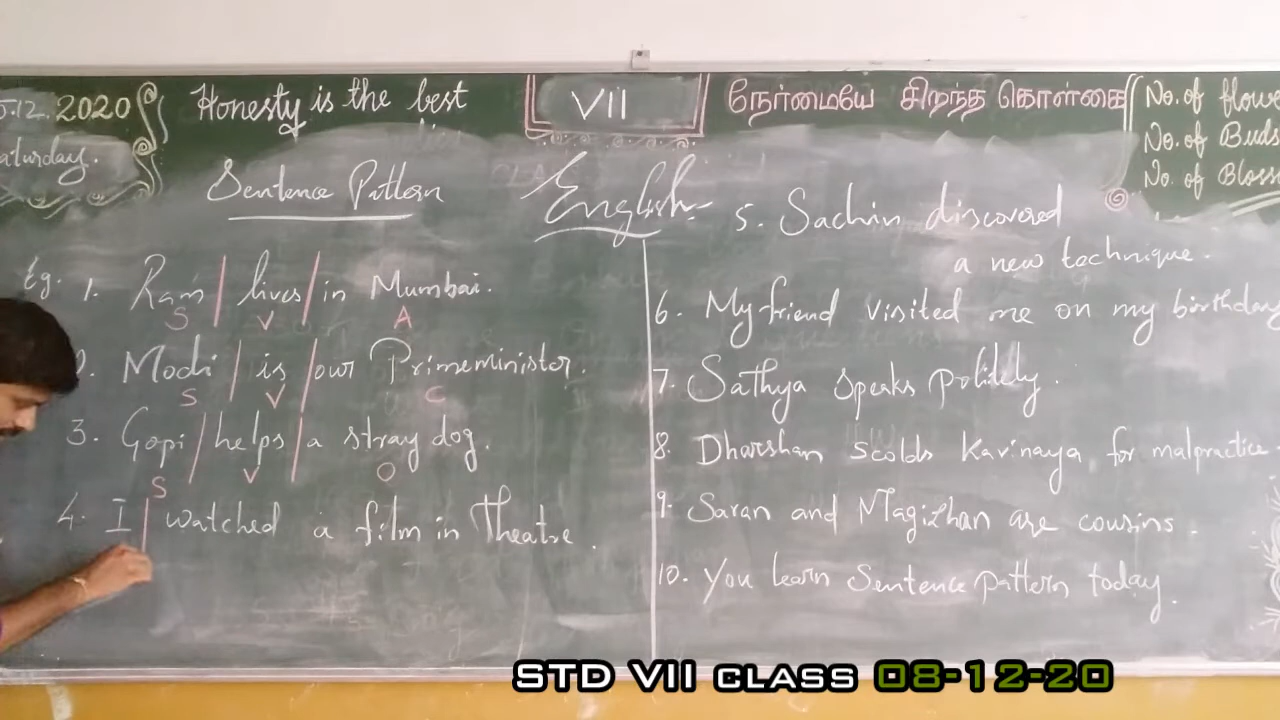 .12.2020
aturday.
Honesty is the best
VII
நேர்மையே சிறந்த கொள்கை
No. of flowe
No. of Buds
No. of Bloss
Sentence Pattern
English
Eg. 1. Ram | lives | in Mumbai.
S V A
2. Modi | is | our Primeminister.
S V C
3. Gopi | helps | a stray dog.
S V O
4. I | watched a film in Theatre.
5. Sachin discovered
a new technique.
6. My friend visited me on my birthday
7. Sathya speaks politely.
8. Dharshan scolds Kavinaya for malpractice.
9. Saran and Magizhan are cousins.
10. You learn Sentence pattern today.
STD VII CLASS 08-12-20